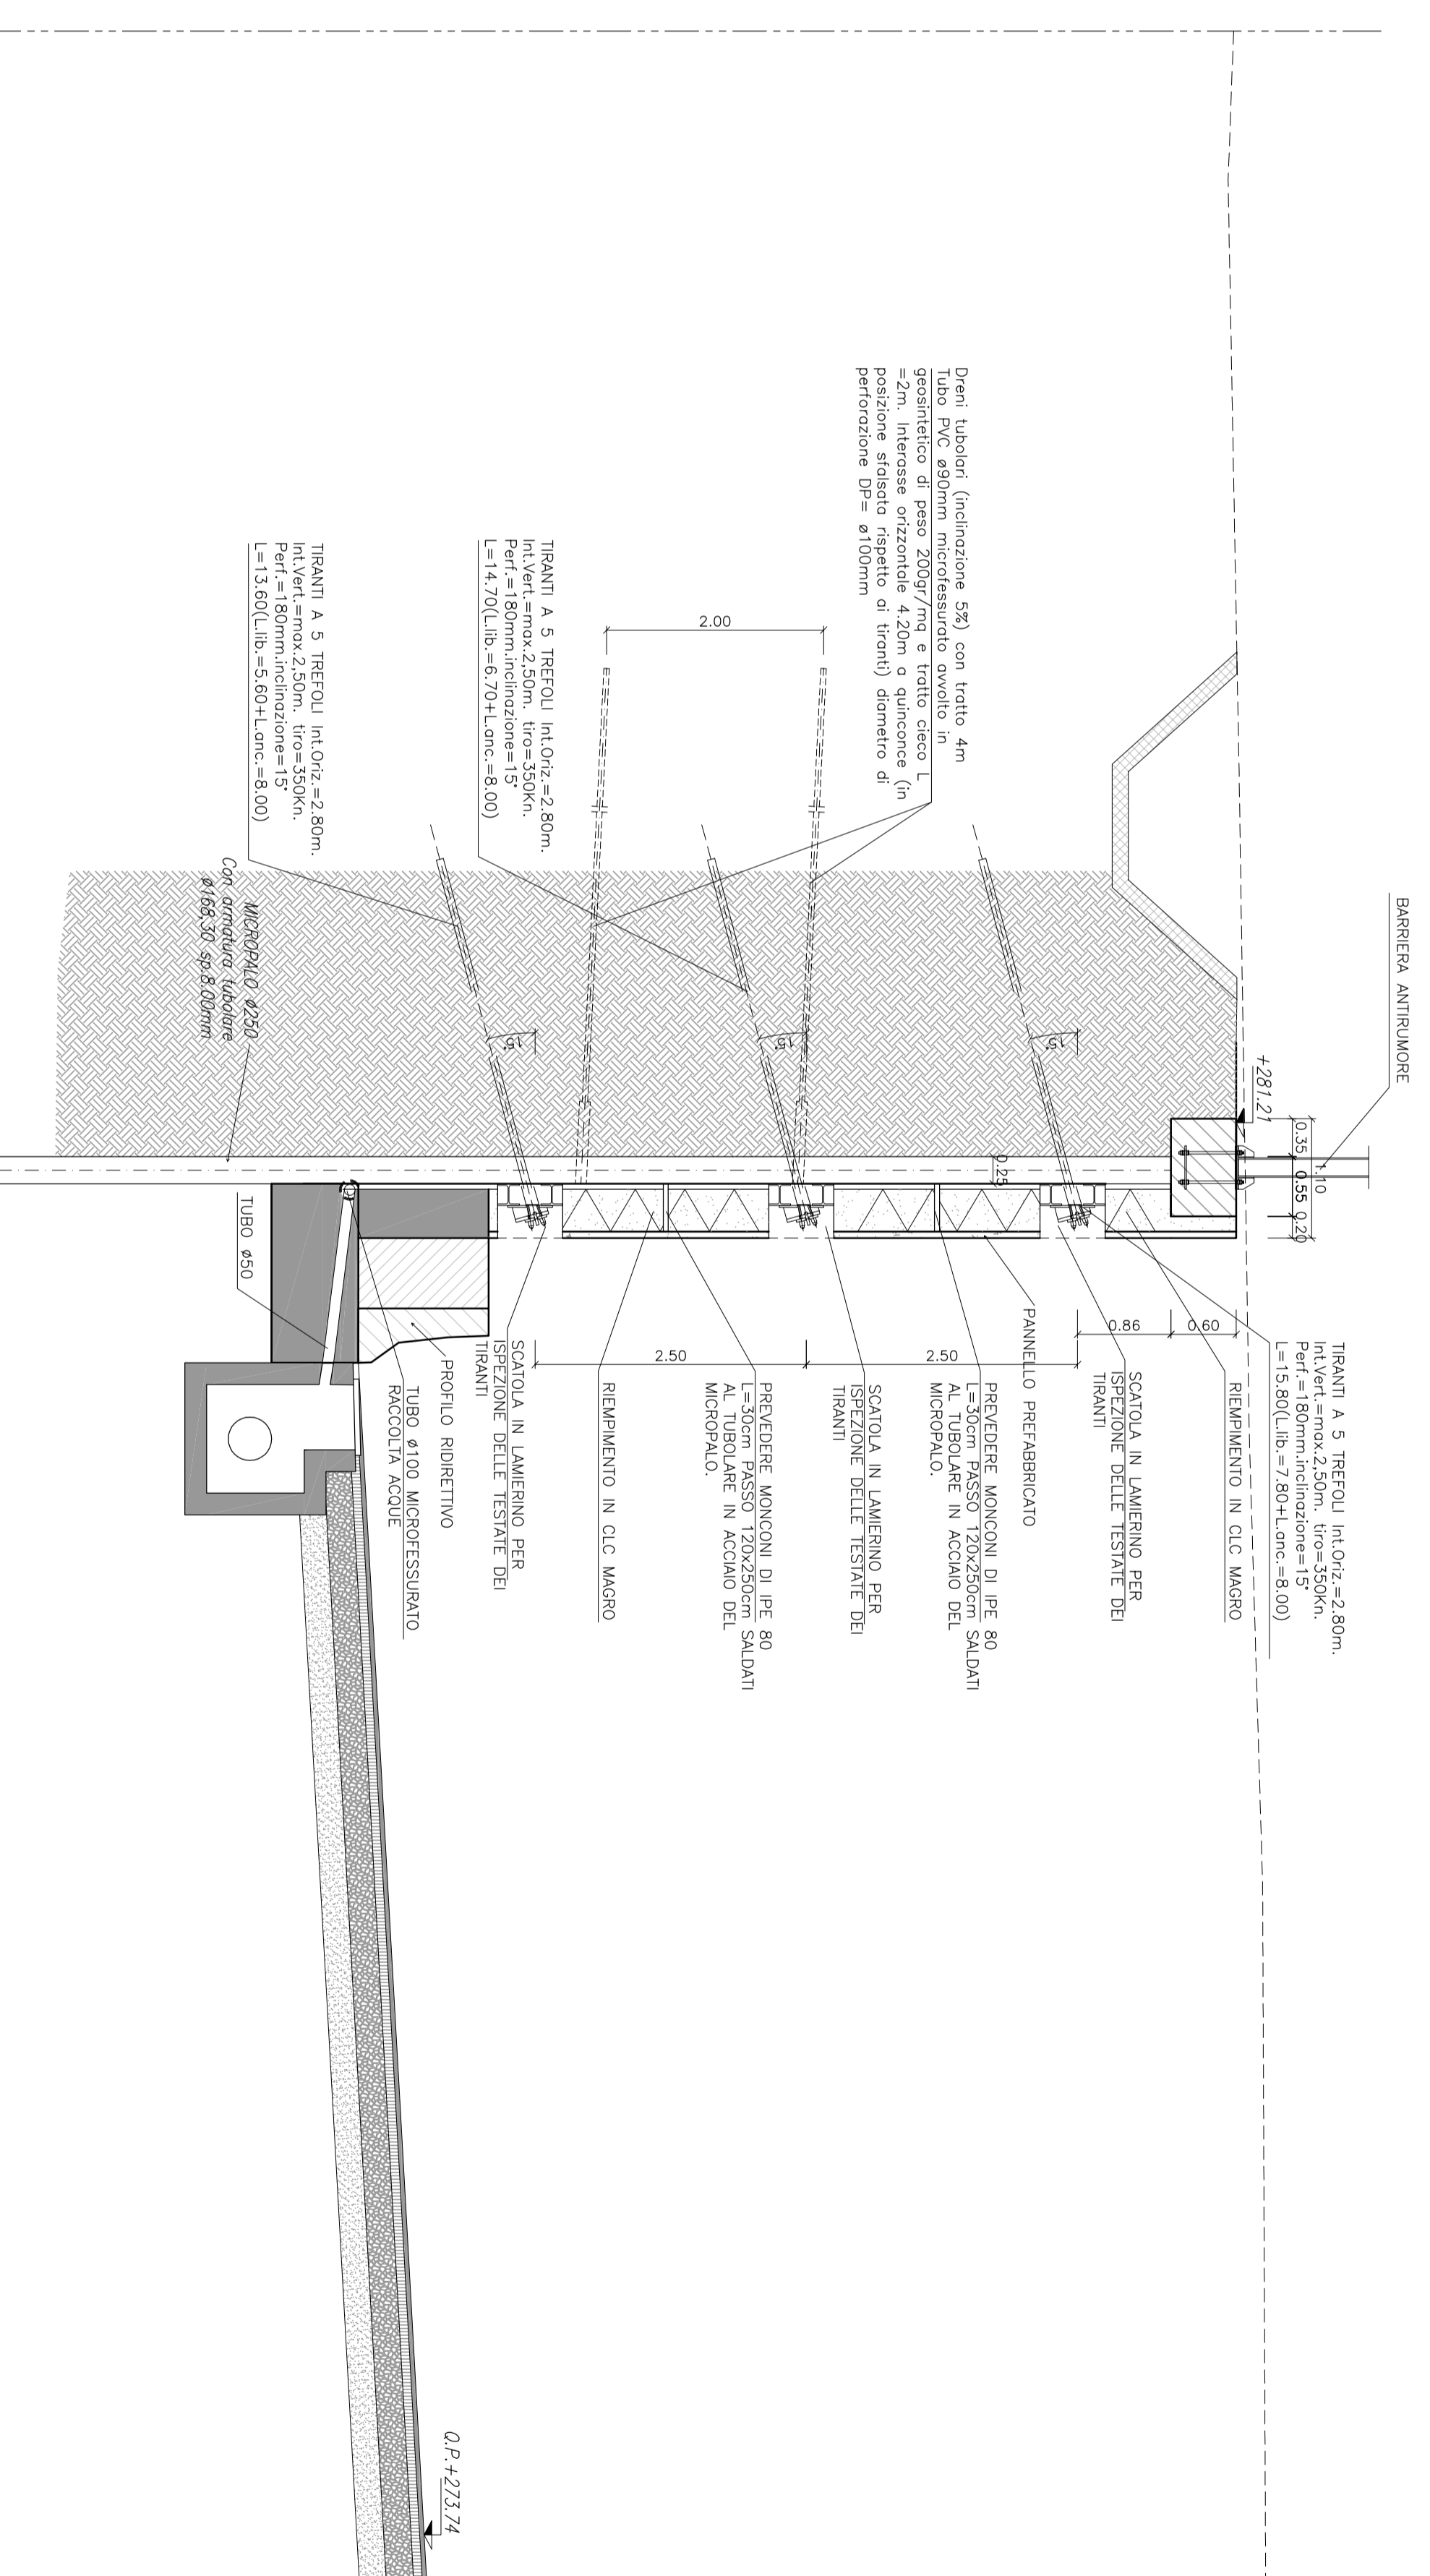 BARRIERA ANTIRUMORE
+281.21
1.10
0.35
0.55
0.20
TIRANTI A 5 TREFOLI Int.Oriz.=2.80m.
Int.Vert.=max.2,50m. tiro=350Kn.
Perf.=180mm.inclinazione=15°
L=15.80(L.lib.=7.80+L.anc.=8.00)
RIEMPIMENTO IN CLC MAGRO
0.60
0.86
SCATOLA IN LAMIERINO PER
ISPEZIONE DELLE TESTATE DEI
TIRANTI
PANNELLO PREFABBRICATO
0.25
15°
15°
15°
Dreni tubolari (inclinazione 5%) con tratto 4m
Tubo PVC ø90mm microfessurato avvolto in
geosintetico di peso 200gr/mq e tratto cieco L
=2m. Interasse orizzontale 4.20m a quinconce (in
posizione sfalsata rispetto ai tiranti) diametro di
perforazione DP= ø100mm
2.00
PREVEDERE MONCONI DI IPE 80
L=30cm PASSO 120x250cm SALDATI
AL TUBOLARE IN ACCIAIO DEL
MICROPALO.
2.50
2.50
SCATOLA IN LAMIERINO PER
ISPEZIONE DELLE TESTATE DEI
TIRANTI
PREVEDERE MONCONI DI IPE 80
L=30cm PASSO 120x250cm SALDATI
AL TUBOLARE IN ACCIAIO DEL
MICROPALO.
RIEMPIMENTO IN CLC MAGRO
TIRANTI A 5 TREFOLI Int.Oriz.=2.80m.
Int.Vert.=max.2,50m. tiro=350Kn.
Perf.=180mm.inclinazione=15°
L=14.70(L.lib.=6.70+L.anc.=8.00)
SCATOLA IN LAMIERINO PER
ISPEZIONE DELLE TESTATE DEI
TIRANTI
PROFILO RIDIRETTIVO
TUBO ø100 MICROFESSURATO
RACCOLTA ACQUE
Q.P.+273.74
TIRANTI A 5 TREFOLI Int.Oriz.=2.80m.
Int.Vert.=max.2,50m. tiro=350Kn.
Perf.=180mm.inclinazione=15°
L=13.60(L.lib.=5.60+L.anc.=8.00)
MICROPALO ø250
Con armatura tubolare
ø168,30 sp.8.00mm
TUBO ø50